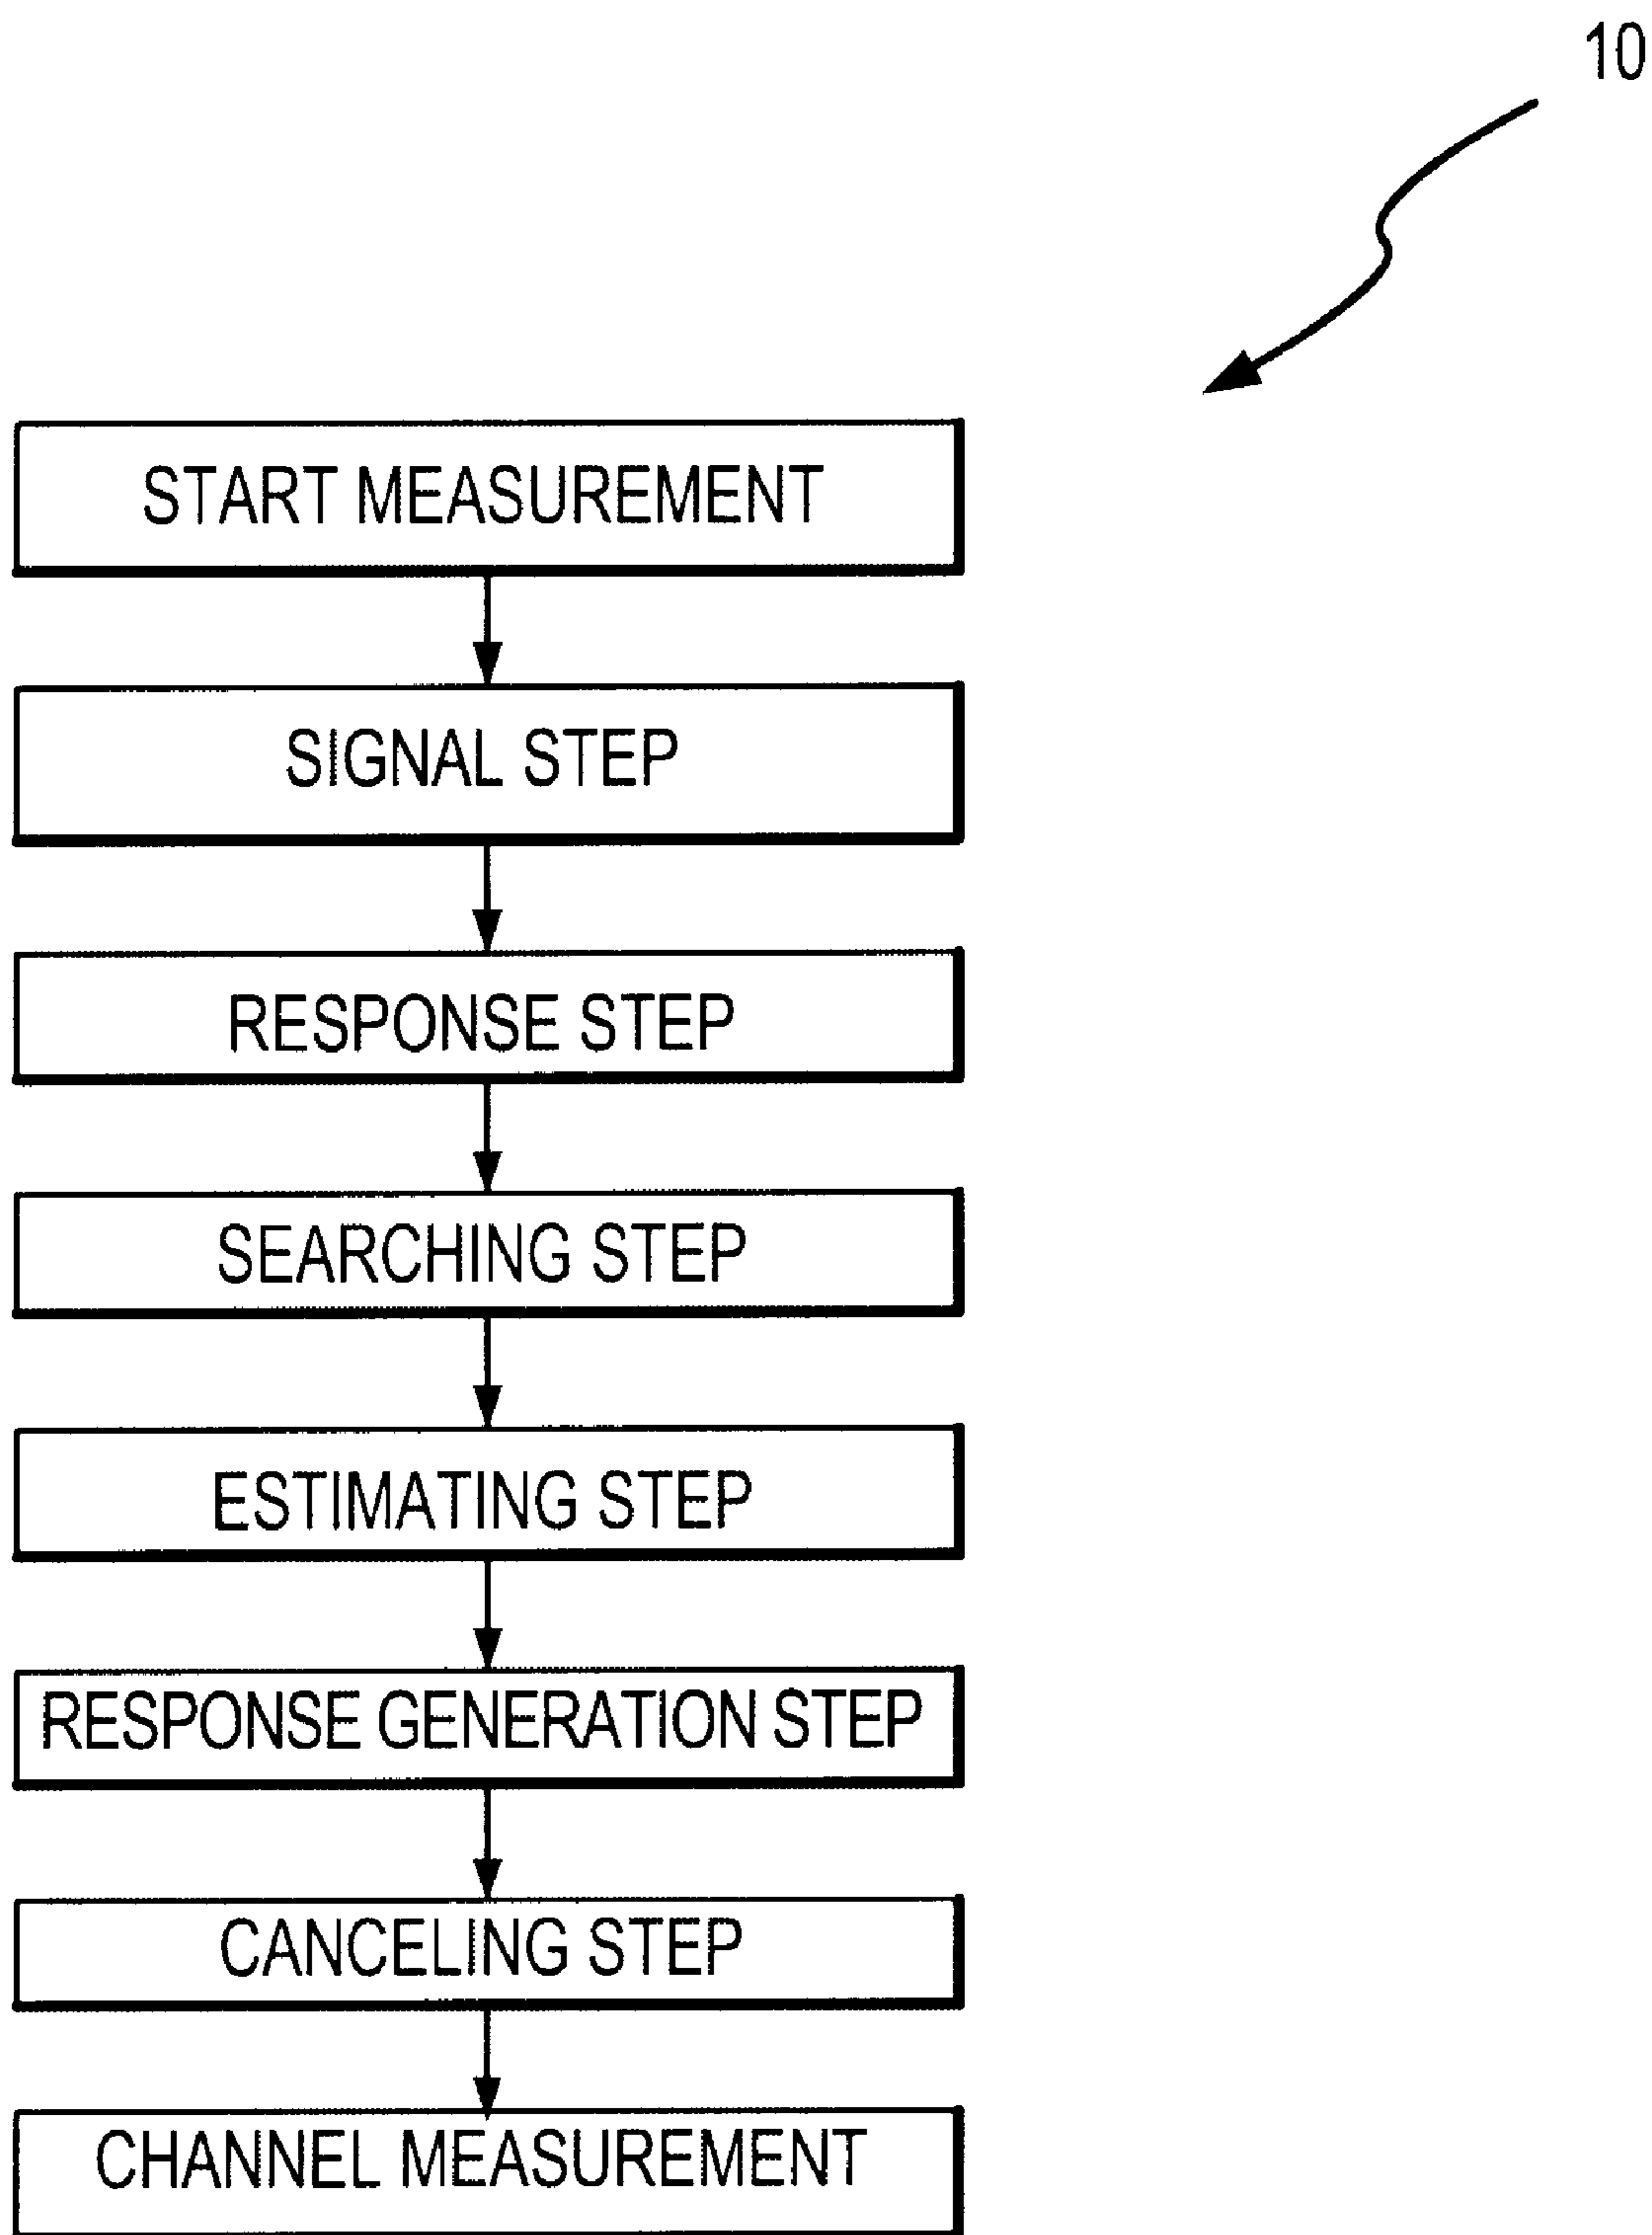 10
START MEASUREMENT
SIGNAL STEP
RESPONSE STEP
SEARCHING STEP
ESTIMATING STEP
RESPONSE GENERATION STEP
CANCELING STEP
CHANNEL MEASUREMENT